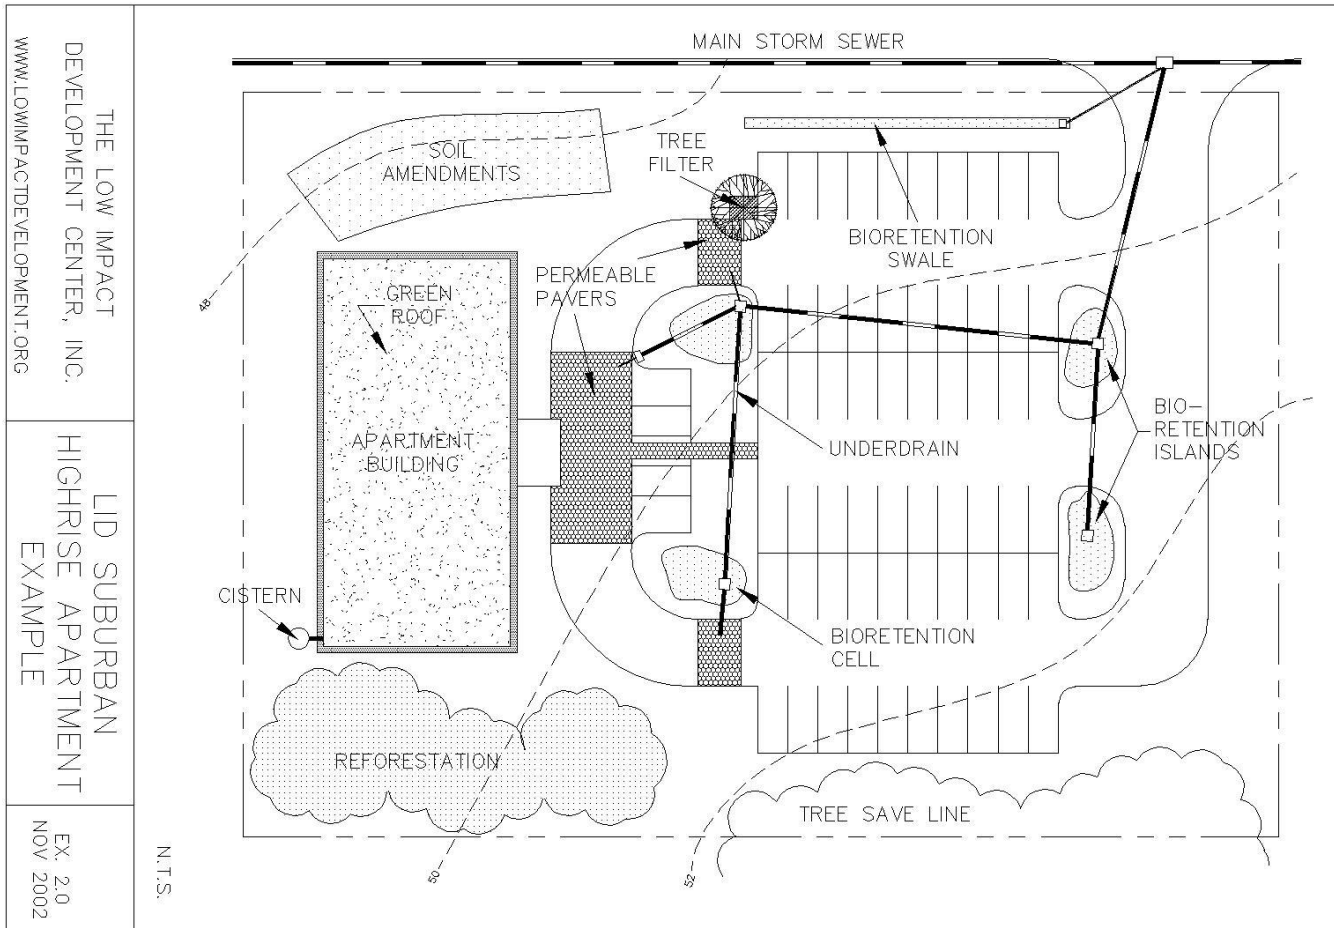 THE LOW IMPACT
DEVELOPMENT CENTER, INC.
WWW.LOWIMPACTDEVELOPMENT.ORG
LID SUBURBAN
HIGHRISE APARTMENT
EXAMPLE
EX. 2.0
NOV 2002
N.T.S.
MAIN STORM SEWER
SOIL
AMENDMENTS
TREE
FILTER
BIORETENTION
SWALE
PERMEABLE
PAVERS
GREEN
ROOF
48
APARTMENT
BUILDING
UNDERDRAIN
BIO-
RETENTION
ISLANDS
CISTERN
BIORETENTION
CELL
REFORESTATION
TREE SAVE LINE
50
52